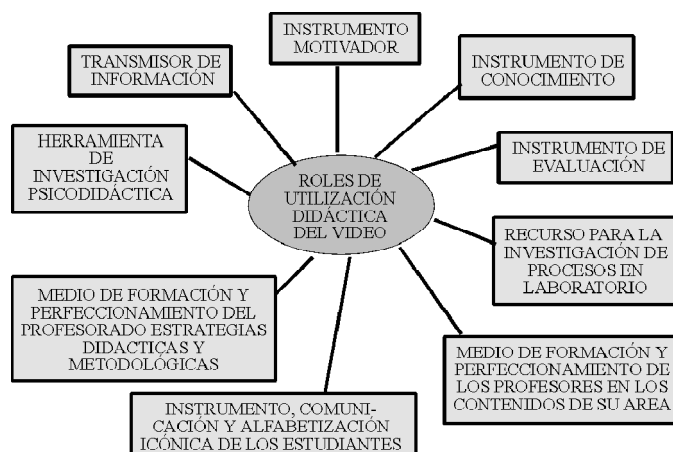 INSTRUMENTO
MOTIVADOR
TRANSMISOR DE
INFORMACIÓN
INSTRUMENTO DE
CONOCIMIENTO
HERRAMIENTA
DE
INVESTIGACIÓN
PSICODIDÁCTICA
INSTRUMENTO DE
EVALUACIÓN
ROLES DE
UTILIZACIÓN
DIDÁCTICA
DEL VIDEO
RECURSO PARA LA
INVESTIGACIÓN DE
PROCESOS EN
LABORATORIO
MEDIO DE FORMACIÓN Y
PERFECCIONAMIENTO DEL
PROFESORADO ESTRATEGIAS
DIDACTICAS Y
METODOLÓGICAS
MEDIO DE FORMACIÓN Y
PERFECCIONAMIENTO DE
LOS PROFESORES EN LOS
CONTENIDOS DE SU AREA
INSTRUMENTO, COMUNI-
CACIÓN Y ALFABETIZACIÓN
ICÓNICA DE LOS ESTUDIANTES